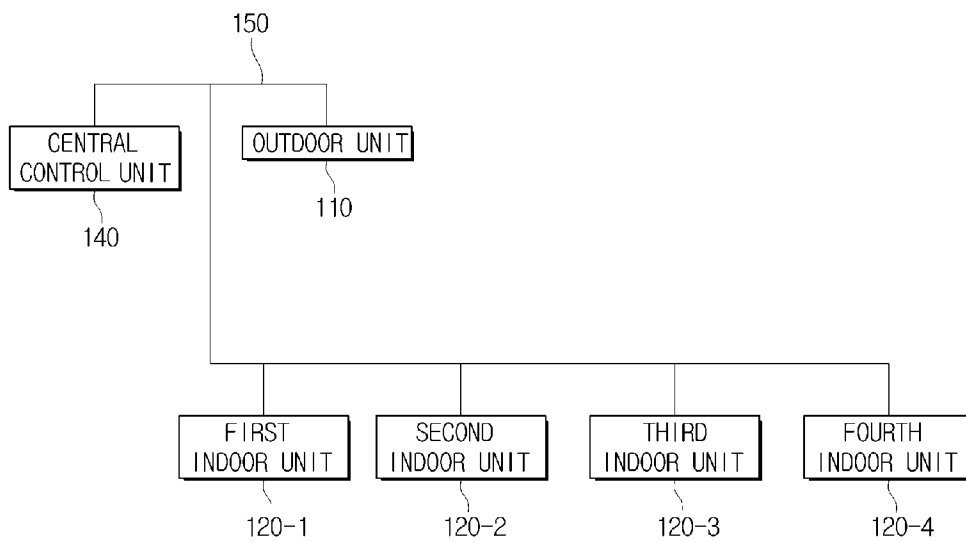 150
CENTRAL
CONTROL UNIT
OUTDOOR UNIT
140
110
FIRST
INDOOR UNIT
SECOND
INDOOR UNIT
THIRD
INDOOR UNIT
FOURTH
INDOOR UNIT
120-1
120-2
120-3
120-4